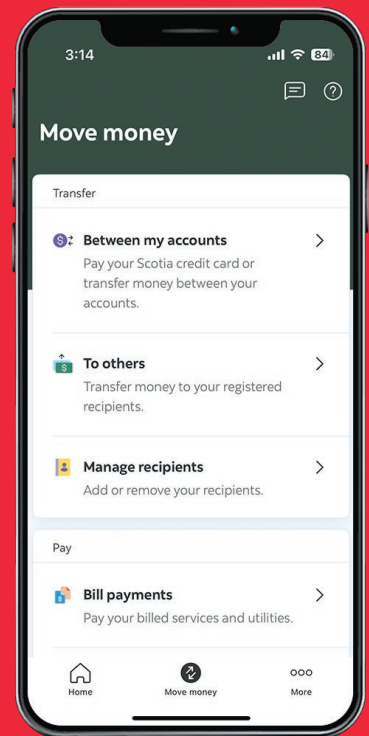 3:14
84
Move money
Transfer
Between my accounts
Pay your Scotia credit card or
transfer money between your
accounts.
To others
Transfer money to your registered
recipients.
Manage recipients
Add or remove your recipients.
Pay
Bill payments
Pay your billed services and utilities.
Home
Move money
More